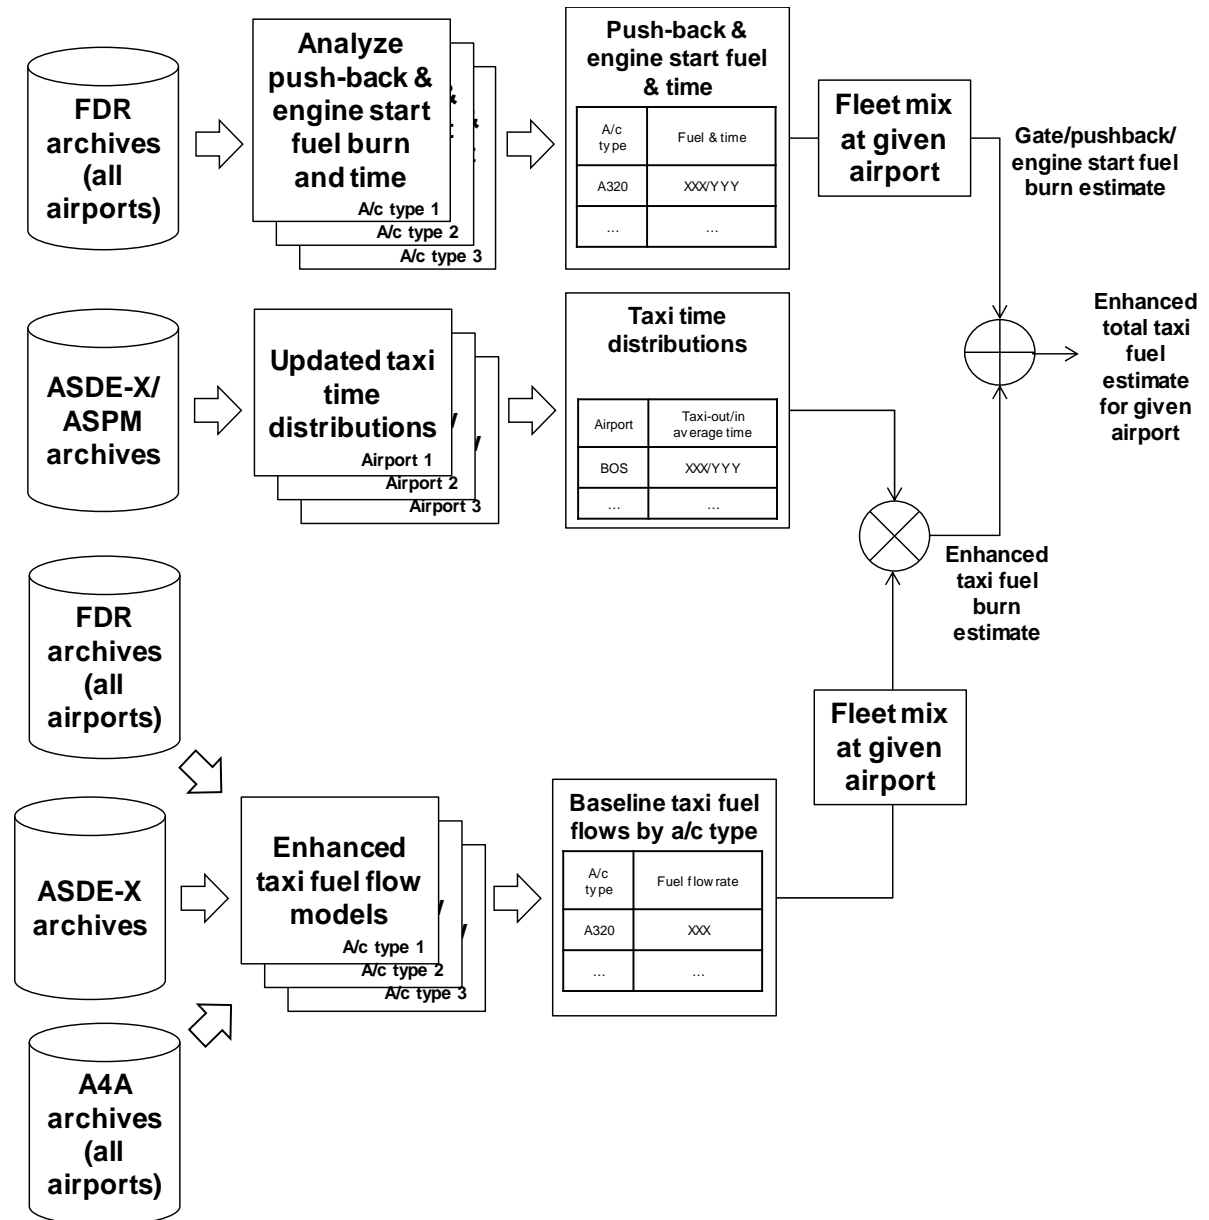 FDR
archives
(all
airports)
Analyze
push-back &
engine start
fuel burn
and time
A/c type 1
A/c type 2
A/c type 3
Push-back &
engine start fuel
& time
A/c
type
Fuel & time
A320
XXX/YYY
...
...
Fleet mix
at given
airport
Gate/pushback/
engine start fuel
burn estimate
ASDE-X/
ASPM
archives
Updated taxi
time
distributions
Airport 1
Airport 2
Airport 3
Taxi time
distributions
Airport
Taxi-out/in
average time
BOS
XXX/YYY
...
...
Enhanced
total taxi
fuel
estimate
for given
airport
Enhanced
taxi fuel
burn
estimate
FDR
archives
(all
airports)
ASDE-X
archives
A4A
archives
(all
airports)
Enhanced
taxi fuel flow
models
A/c type 1
A/c type 2
A/c type 3
Baseline taxi fuel
flows by a/c type
A/c
type
Fuel flow rate
A320
XXX
...
...
Fleet mix
at given
airport